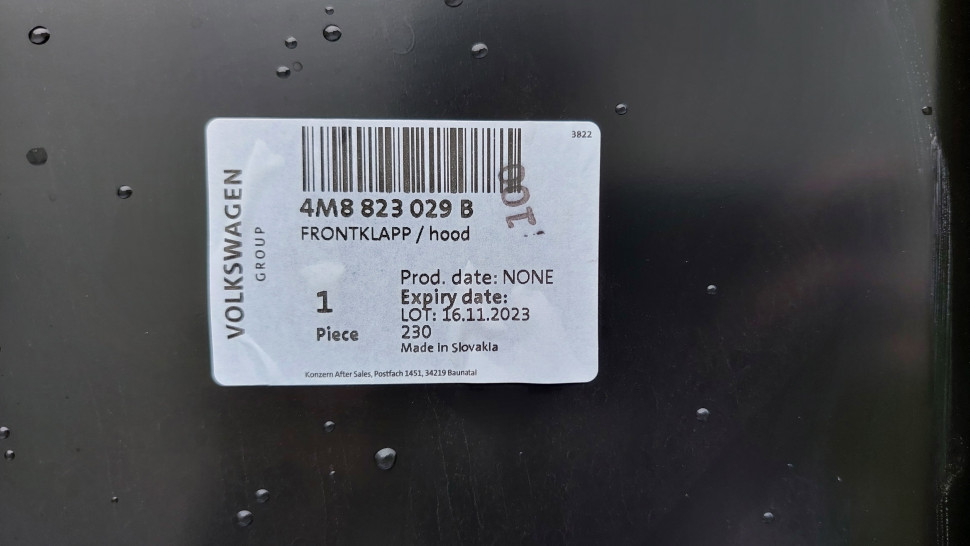 3822
VOLKSWAGEN
GROUP
4M8 823 029 B
100
FRONTKLAPP / hood
Prod. date: NONE
Expiry date:
LOT: 16.11.2023
230
Made in Slovakia
1
Piece
Konzern After Sales, Postfach 1451, 34219 Baunatal